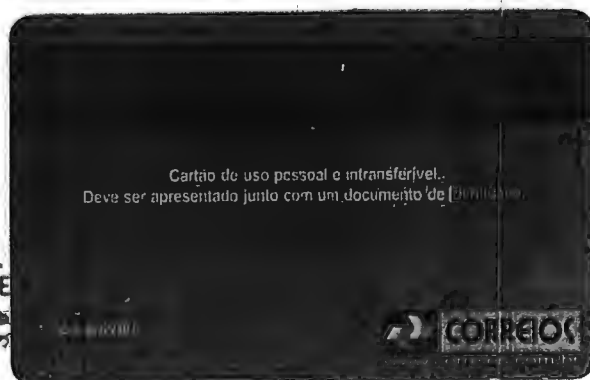 Cartão de uso pessoal e intransferível.
Deve ser apresentado junto com um documento de
CORREIOS